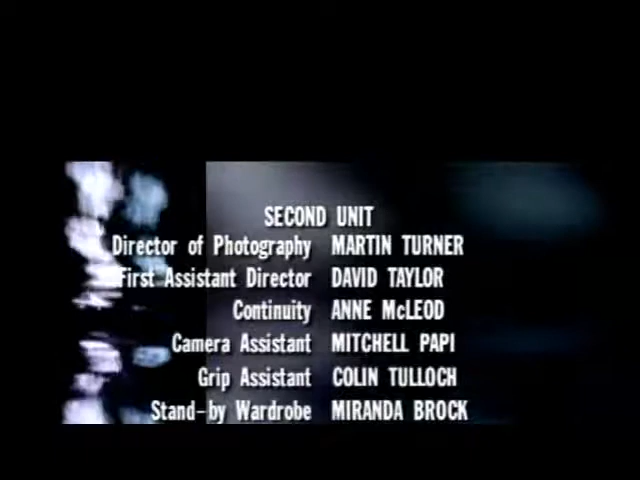 SECOND UNIT
Director of Photography MARTIN TURNER
First Assistant Director DAVID TAYLOR
Continuity ANNE McLEOD
Camera Assistant MITCHELL PAPI
Grip Assistant COLIN TULLOCH
Stand-by Wardrobe MIRANDA BROCK